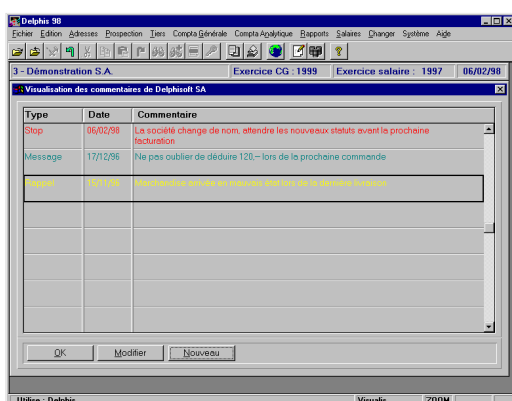 Delphis 98
Fichier Edition Adresses Prospection Tiers Compta Générale Compta Analytique Rapports Salaires Changer Système Aide
3 - Démonstration S.A. Exercice CG : 1999 Exercice salaire : 1997 06/02/98
Visualisation des commentaires de Delphisoft SA
Type Date Commentaire
Stop 06/02/98 La société change de nom, attendre les nouveaux statuts avant la prochaine
facturation
Message 17/12/96 Ne pas oublier de déduire 120.-- lors de la prochaine commande
Rappel 15/11/96 Marchandise arrivée en mauvais état lors de la dernière livraison
OK Modifier Nouveau
Utilise : Delphis Visualis ZOOM